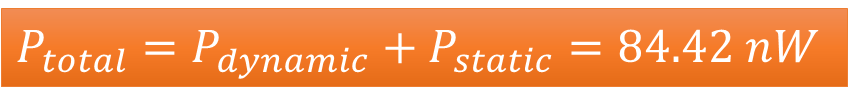 P_total = P_dynamic + P_static = 84.42 nW